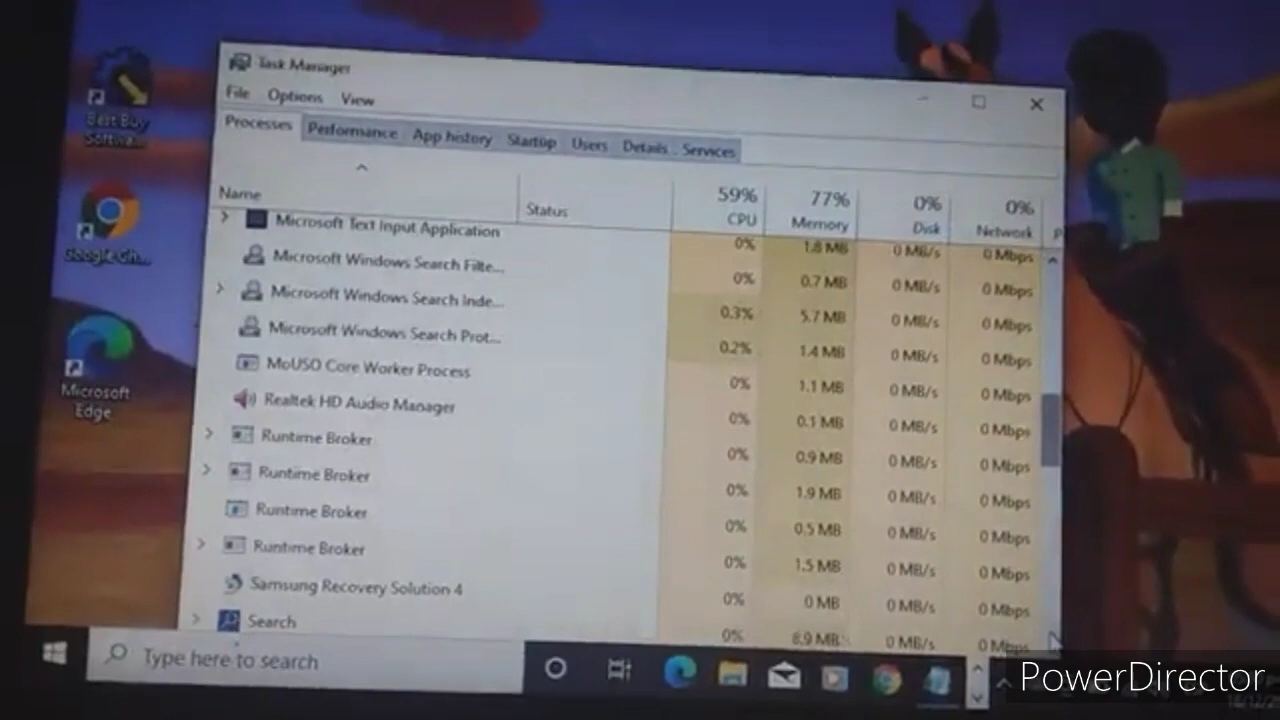 Best Buy
Softwa...
Google Ch...
Microsoft
Edge
Task Manager
File Options View
Processes Performance App history Startup Users Details Services
59% 77% 0% 0%
Name Status CPU Memory Disk Network P
Microsoft Text Input Application 0% 1.8 MB 0 MB/s 0 Mbps
Microsoft Windows Search Filte... 0% 0.7 MB 0 MB/s 0 Mbps
Microsoft Windows Search Inde... 0.3% 5.7 MB 0 MB/s 0 Mbps
Microsoft Windows Search Prot... 0.2% 1.4 MB 0 MB/s 0 Mbps
MoUSO Core Worker Process 0% 1.1 MB 0 MB/s 0 Mbps
Realtek HD Audio Manager 0% 0.1 MB 0 MB/s 0 Mbps
Runtime Broker 0% 0.9 MB 0 MB/s 0 Mbps
Runtime Broker 0% 1.9 MB 0 MB/s 0 Mbps
Runtime Broker 0% 0.5 MB 0 MB/s 0 Mbps
Runtime Broker 0% 1.5 MB 0 MB/s 0 Mbps
Samsung Recovery Solution 4 0% 0 MB 0 MB/s 0 Mbps
Search 0% 8.9 MB 0 MB/s 0 Mbps
Type here to search
PowerDirector